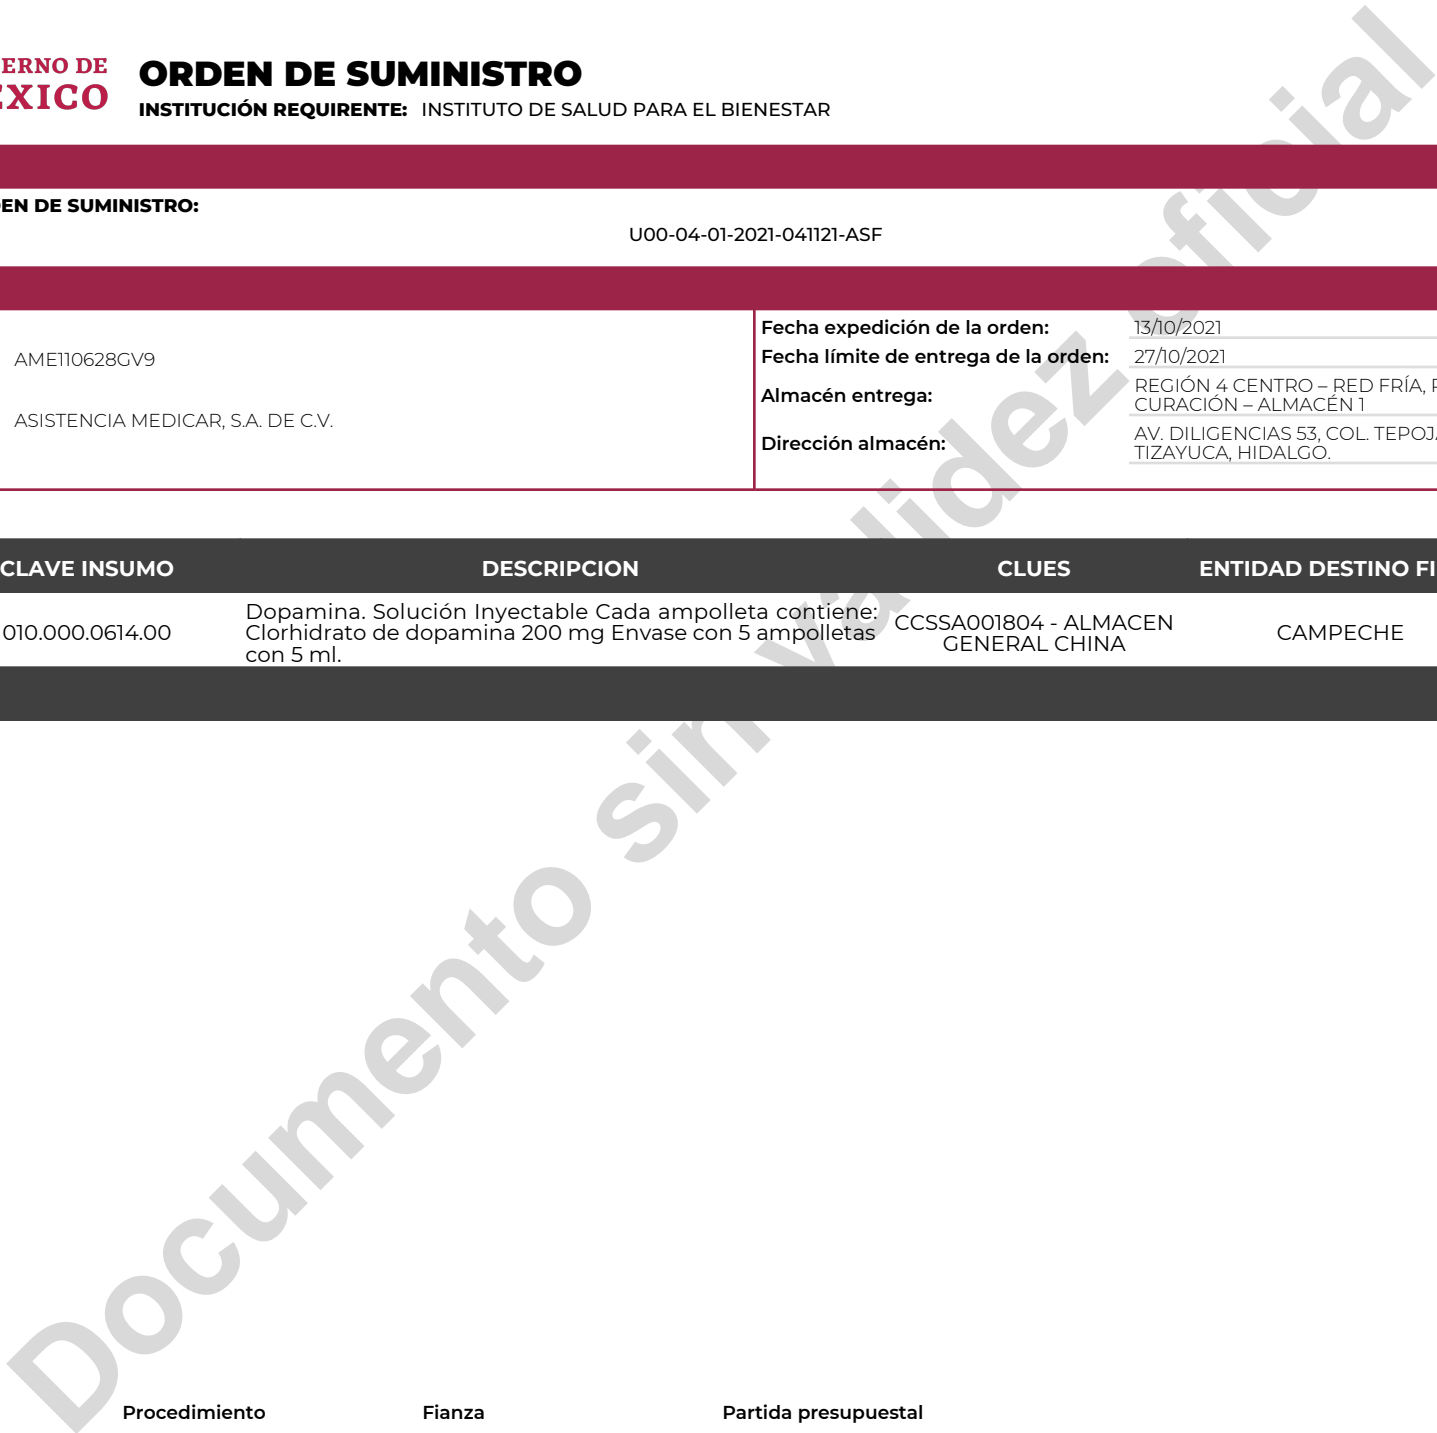 ERNO DE
XICO
ORDEN DE SUMINISTRO
INSTITUCIÓN REQUIRENTE: INSTITUTO DE SALUD PARA EL BIENESTAR
EN DE SUMINISTRO:
U00-04-01-2021-041121-ASF
AME110628GV9
ASISTENCIA MEDICAR, S.A. DE C.V.
Fecha expedición de la orden: 13/10/2021
Fecha límite de entrega de la orden: 27/10/2021
Almacén entrega: REGIÓN 4 CENTRO – RED FRÍA,
CURACIÓN – ALMACÉN 1
Dirección almacén: AV. DILIGENCIAS 53, COL. TEPOJ
TIZAYUCA, HIDALGO.
CLAVE INSUMO DESCRIPCION CLUES ENTIDAD DESTINO FI
010.000.0614.00
Dopamina. Solución Inyectable Cada ampolleta contiene:
Clorhidrato de dopamina 200 mg Envase con 5 ampolletas
con 5 ml.
CCSSA001804 - ALMACEN
GENERAL CHINA
CAMPECHE
Documento sin validez oficial
Procedimiento Fianza Partida presupuestal